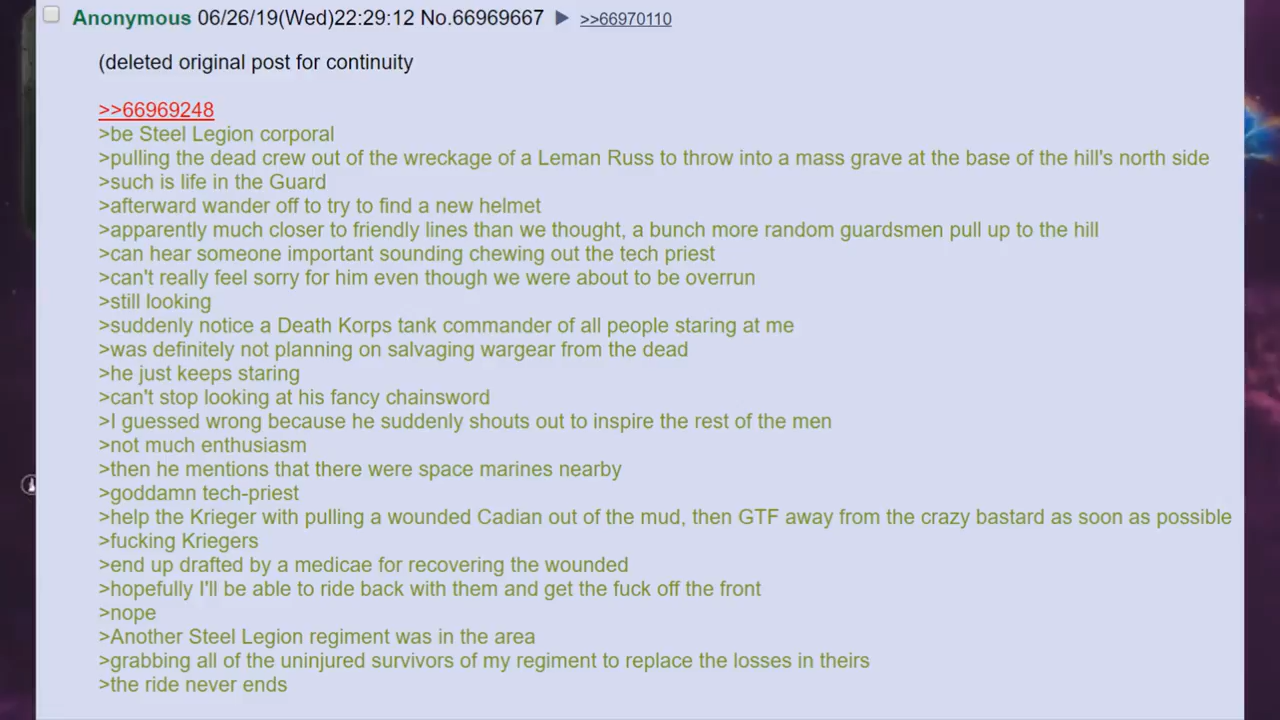 Anonymous 06/26/19(Wed)22:29:12 No.66969667 ▶ >>66970110
(deleted original post for continuity
>>66969248
>be Steel Legion corporal
>pulling the dead crew out of the wreckage of a Leman Russ to throw into a mass grave at the base of the hill's north side
>such is life in the Guard
>afterward wander off to try to find a new helmet
>apparently much closer to friendly lines than we thought, a bunch more random guardsmen pull up to the hill
>can hear someone important sounding chewing out the tech priest
>can't really feel sorry for him even though we were about to be overrun
>still looking
>suddenly notice a Death Korps tank commander of all people staring at me
>was definitely not planning on salvaging wargear from the dead
>he just keeps staring
>can't stop looking at his fancy chainsword
>I guessed wrong because he suddenly shouts out to inspire the rest of the men
>not much enthusiasm
>then he mentions that there were space marines nearby
>goddamn tech-priest
>help the Krieger with pulling a wounded Cadian out of the mud, then GTF away from the crazy bastard as soon as possible
>fucking Kriegers
>end up drafted by a medicae for recovering the wounded
>hopefully I'll be able to ride back with them and get the fuck off the front
>nope
>Another Steel Legion regiment was in the area
>grabbing all of the uninjured survivors of my regiment to replace the losses in theirs
>the ride never ends